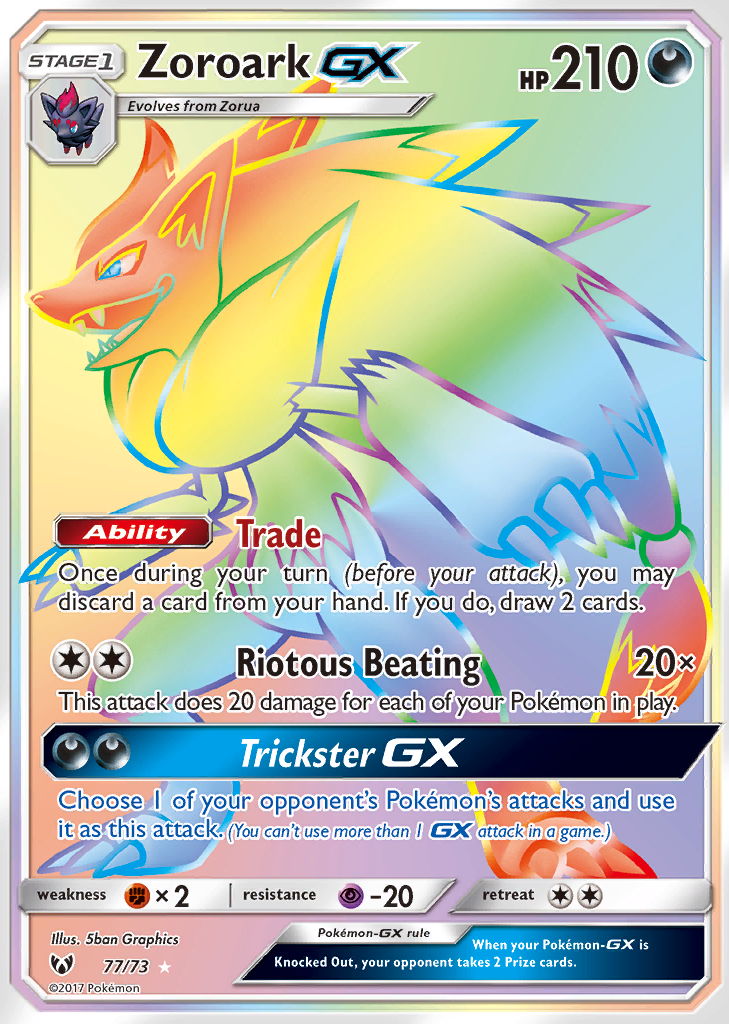 STAGE 1 Zoroark GX HP 210
Evolves from Zorua
Ability Trade
Once during your turn (before your attack), you may
discard a card from your hand. If you do, draw 2 cards.
Riotous Beating 20×
This attack does 20 damage for each of your Pokémon in play.
Trickster GX
Choose 1 of your opponent's Pokémon's attacks and use
it as this attack. (You can't use more than 1 GX attack in a game.)
weakness × 2 resistance -20 retreat
Illus. 5ban Graphics
77/73
©2017 Pokémon
Pokémon-GX rule
When your Pokémon-GX is
Knocked Out, your opponent takes 2 Prize cards.